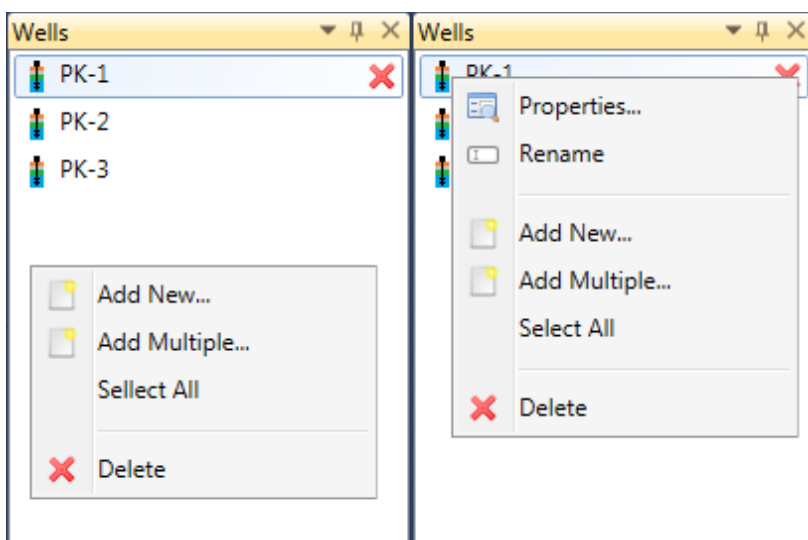 Wells
PK-1
PK-2
PK-3
Add New...
Add Multiple...
Sellect All
Delete
Wells
PK-1
Properties...
Rename
Add New...
Add Multiple...
Select All
Delete